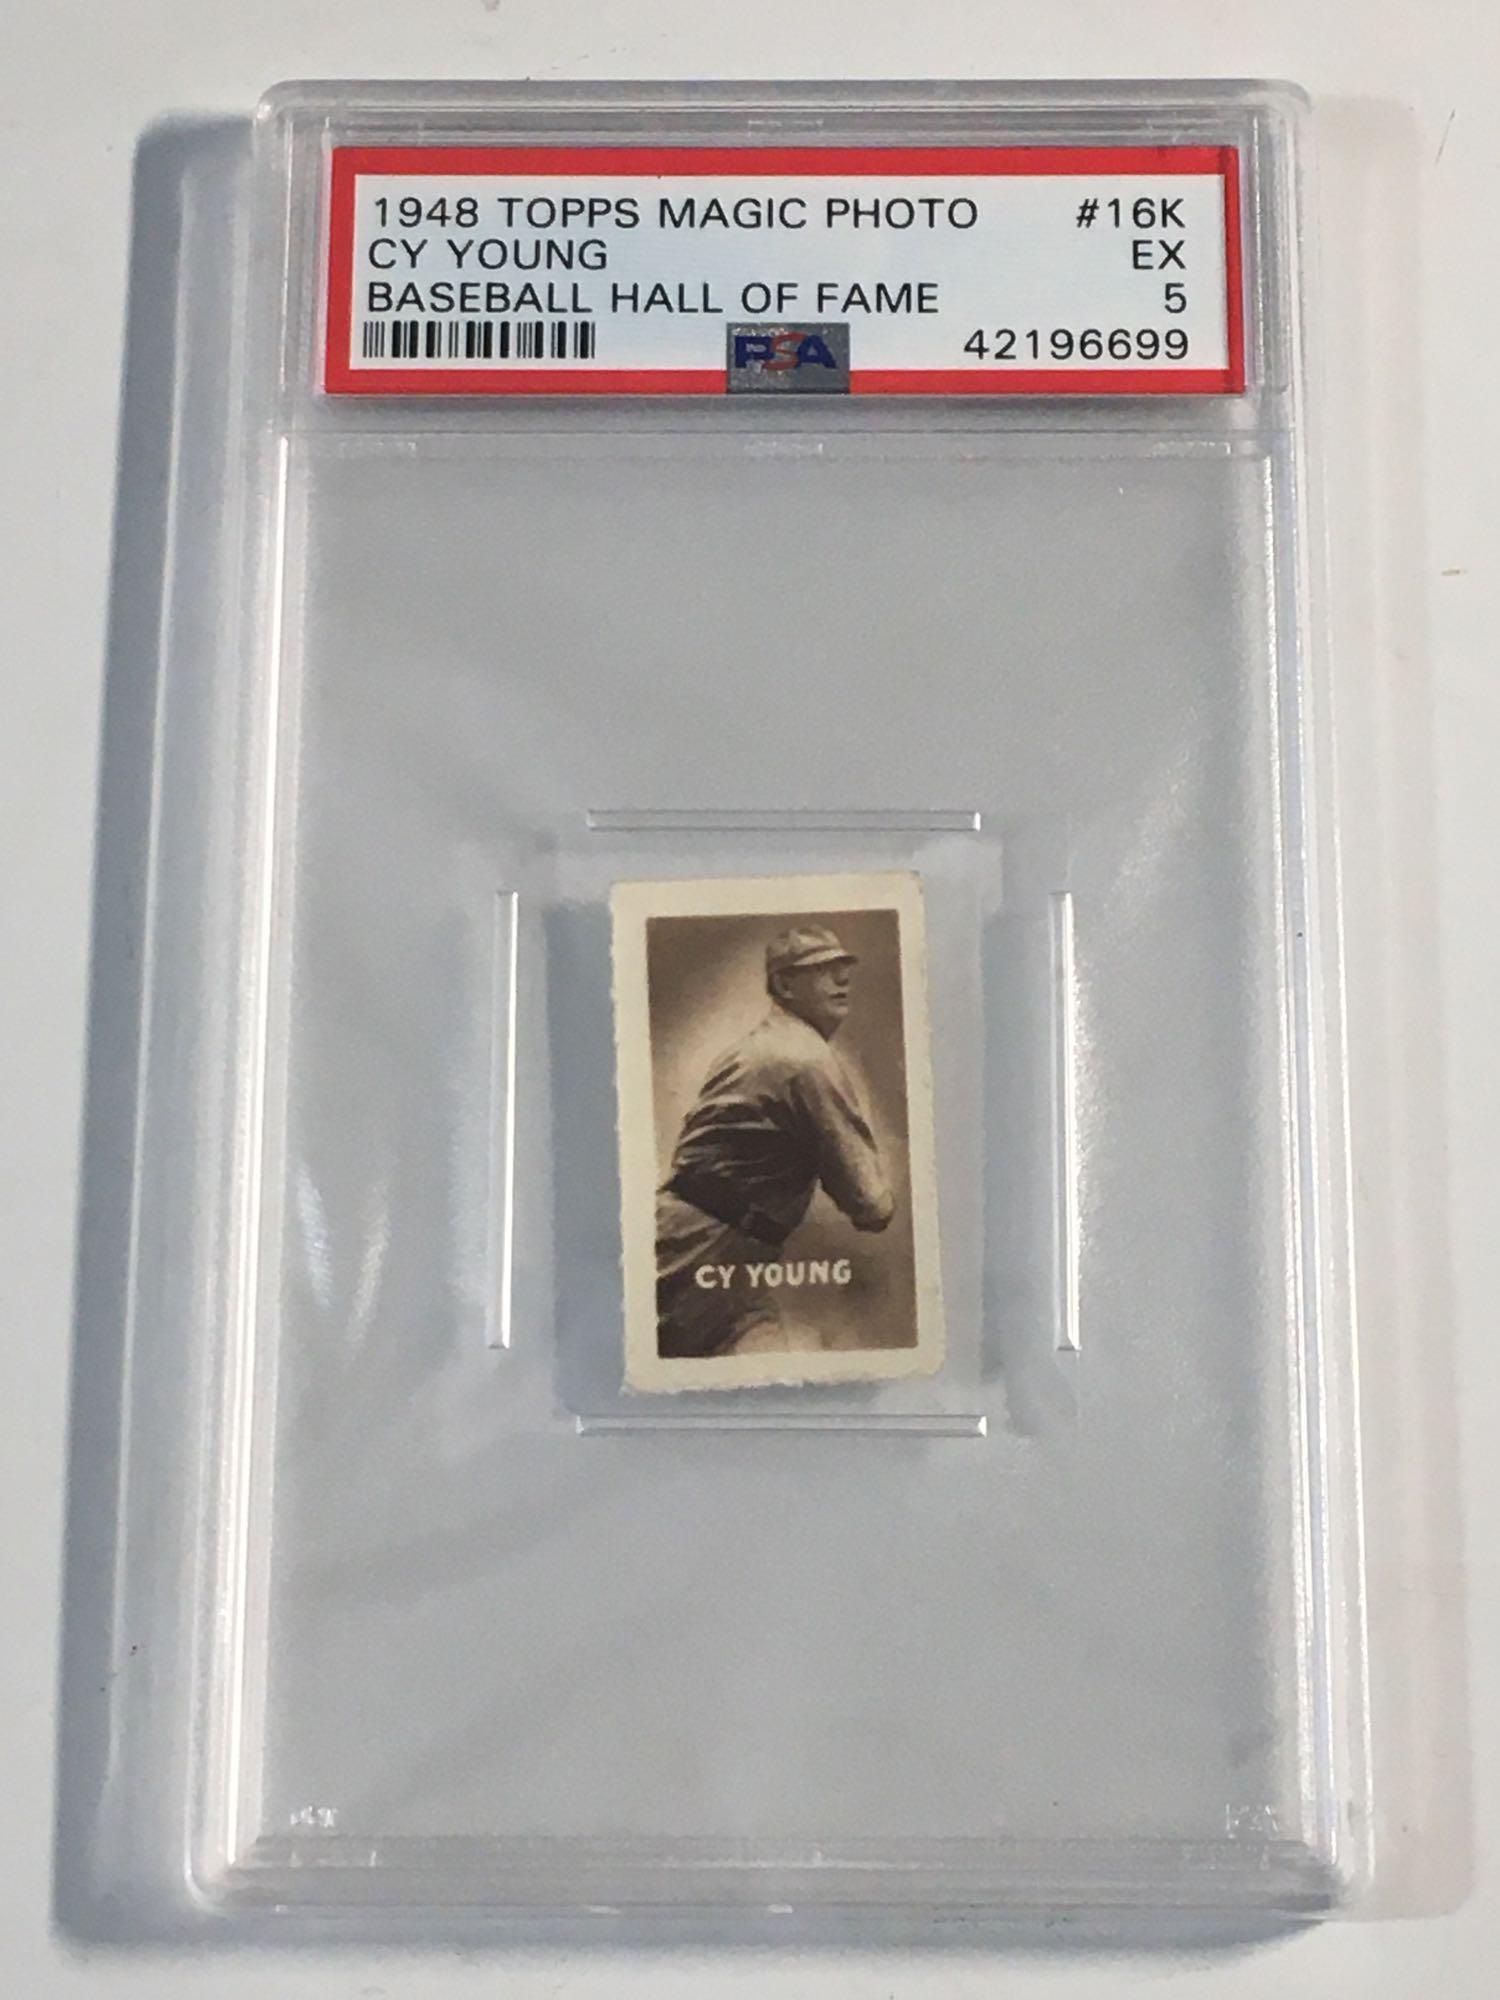 1948 TOPPS MAGIC PHOTO #16K
CY YOUNG EX
BASEBALL HALL OF FAME 5
PSA 42196699
CY YOUNG